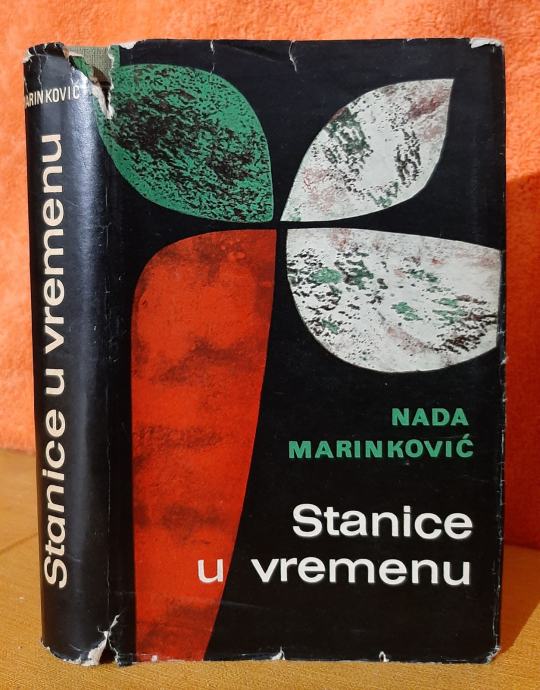 MARINKOVIĆ
Stanice u vremenu
NADA
MARINKOVIĆ
Stanice
u vremenu